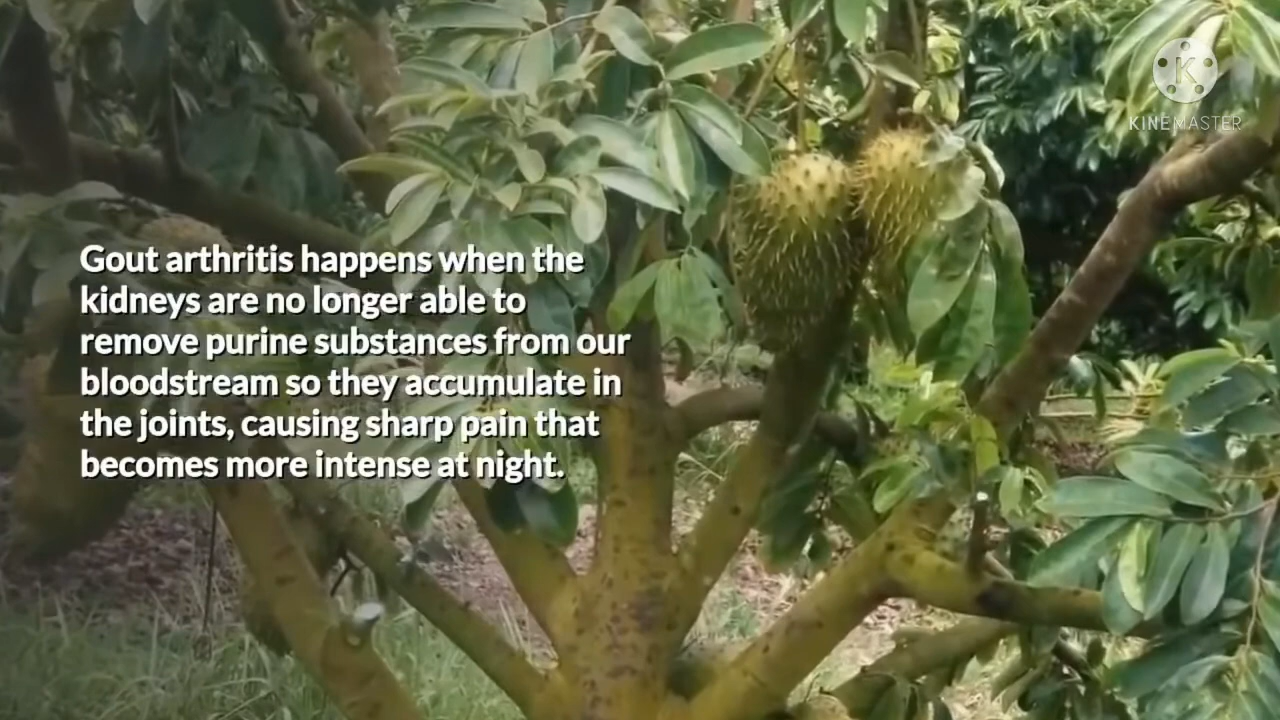 K
KINEMASTER
Gout arthritis happens when the
kidneys are no longer able to
remove purine substances from our
bloodstream so they accumulate in
the joints, causing sharp pain that
becomes more intense at night.